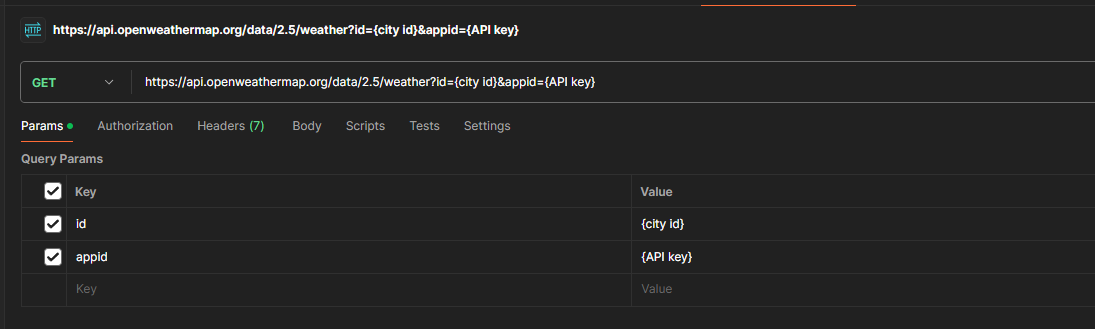 HTTP https://api.openweathermap.org/data/2.5/weather?id={city id}&appid={API key}
GET https://api.openweathermap.org/data/2.5/weather?id={city id}&appid={API key}
Params Authorization Headers (7) Body Scripts Tests Settings
Query Params
Key Value
id {city id}
appid {API key}
Key Value